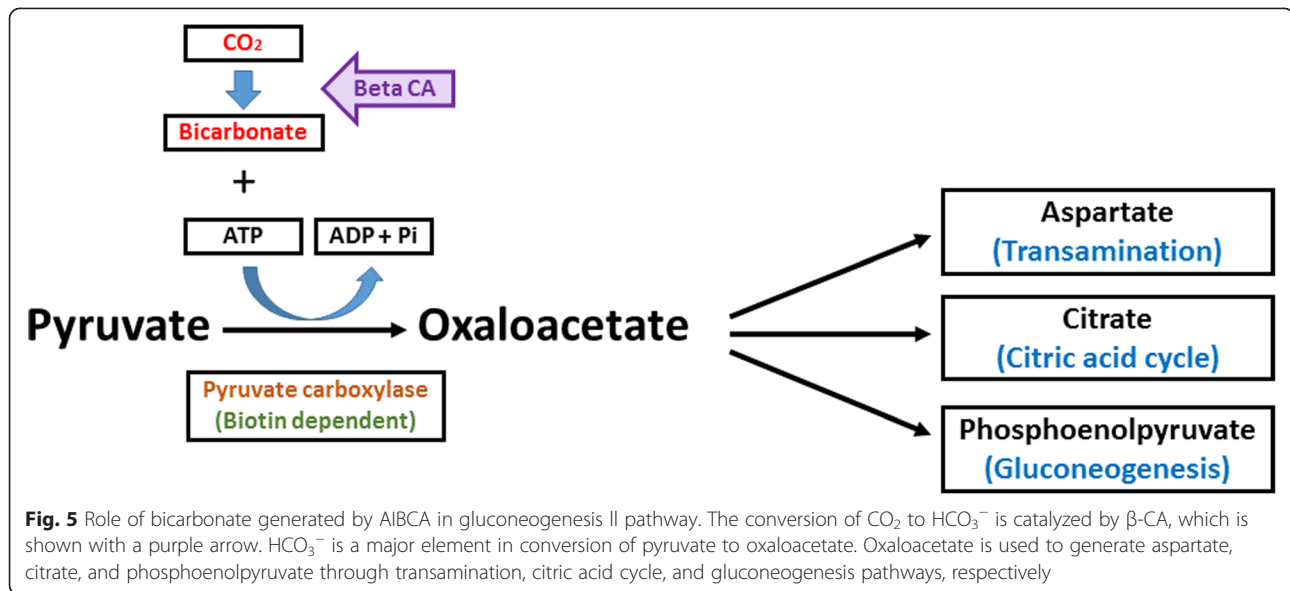 CO₂
Beta CA
Bicarbonate
+
ATP
ADP + Pi
Pyruvate
Oxaloacetate
Pyruvate carboxylase
(Biotin dependent)
Aspartate
(Transamination)
Citrate
(Citric acid cycle)
Phosphoenolpyruvate
(Gluconeogenesis)
Fig. 5 Role of bicarbonate generated by AIBCA in gluconeogenesis II pathway. The conversion of CO₂ to HCO₃⁻ is catalyzed by β-CA, which is
shown with a purple arrow. HCO₃⁻ is a major element in conversion of pyruvate to oxaloacetate. Oxaloacetate is used to generate aspartate,
citrate, and phosphoenolpyruvate through transamination, citric acid cycle, and gluconeogenesis pathways, respectively